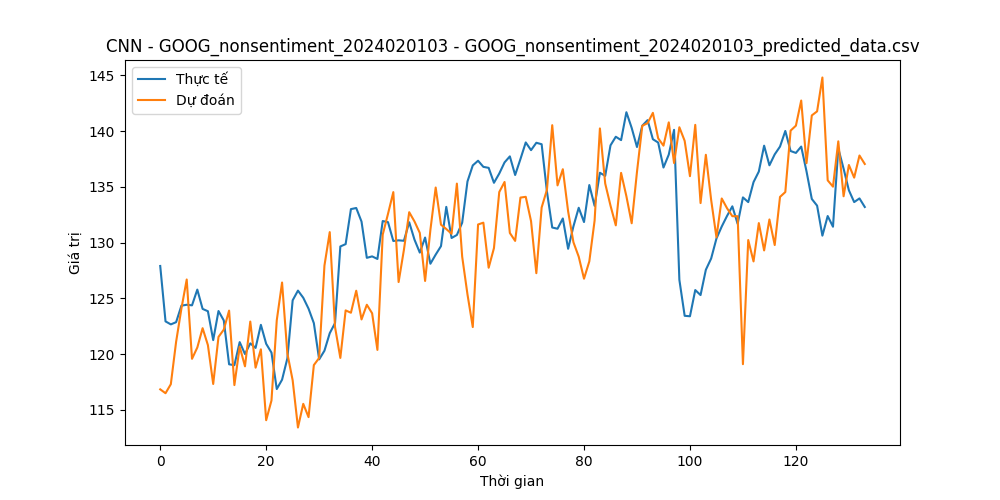 CNN - GOOG_nonsentiment_2024020103 - GOOG_nonsentiment_2024020103_predicted_data.csv
Thực tế
Dự đoán
145
140
135
130
125
120
115
Giá trị
0 20 40 60 80 100 120
Thời gian